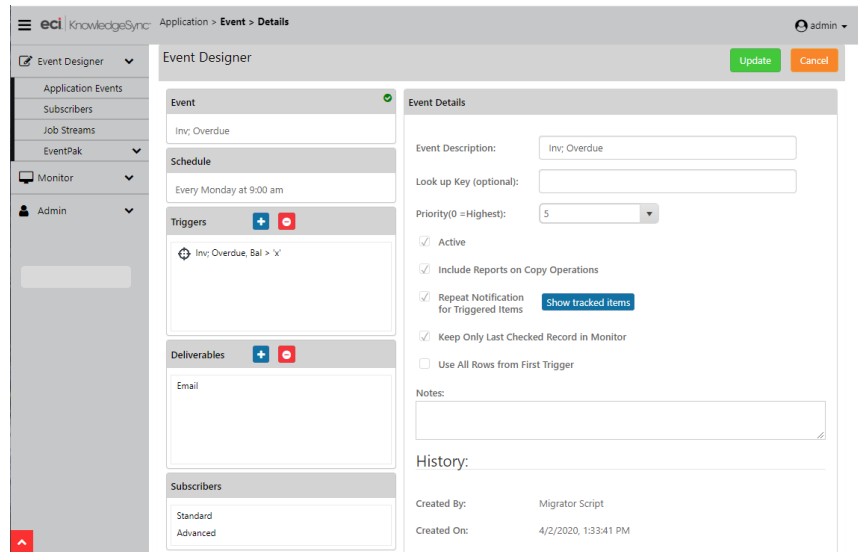 eci KnowledgeSync
Application > Event > Details
admin
Event Designer
Application Events
Subscribers
Job Streams
EventPak
Monitor
Admin
Event Designer
Update
Cancel
Event
Inv; Overdue
Schedule
Every Monday at 9:00 am
Triggers
Inv; Overdue, Bal > 'x'
Deliverables
Email
Subscribers
Standard
Advanced
Event Details
Event Description:
Inv; Overdue
Look up Key (optional):
Priority(0 =Highest):
5
Active
Include Reports on Copy Operations
Repeat Notification
for Triggered Items
Show tracked items
Keep Only Last Checked Record in Monitor
Use All Rows from First Trigger
Notes:
History:
Created By:
Migrator Script
Created On:
4/2/2020, 1:33:41 PM